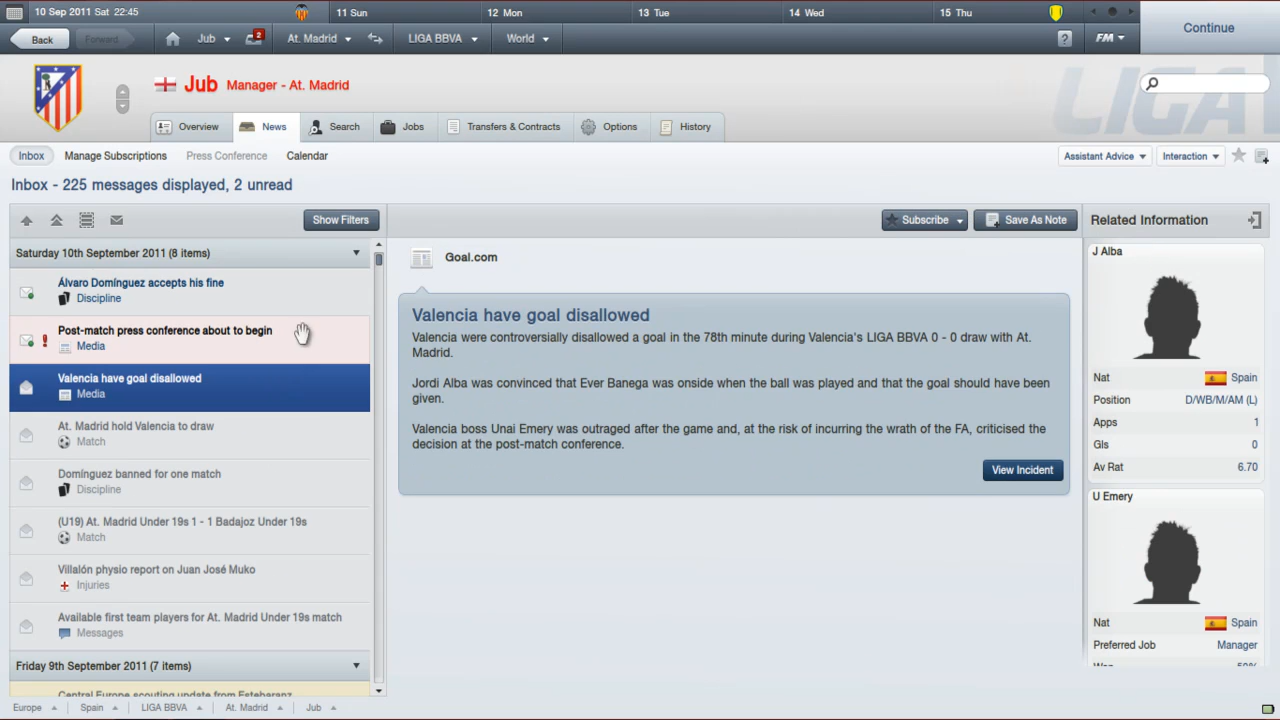 10 Sep 2011 Sat 22:45
11 Sun
12 Mon
13 Tue
14 Wed
15 Thu
Continue
Back
Forward
Jub
2
At. Madrid
LIGA BBVA
World
?
FM
LIGA
Jub Manager - At. Madrid
Overview
News
Search
Jobs
Transfers & Contracts
Options
History
Inbox
Manage Subscriptions
Press Conference
Calendar
Assistant Advice
Interaction
Inbox - 225 messages displayed, 2 unread
Show Filters
Subscribe
Save As Note
Related Information
Saturday 10th September 2011 (8 items)
Álvaro Domínguez accepts his fine
Discipline
Post-match press conference about to begin
Media
Valencia have goal disallowed
Media
At. Madrid hold Valencia to draw
Match
Domínguez banned for one match
Discipline
(U19) At. Madrid Under 19s 1 - 1 Badajoz Under 19s
Match
Villalón physio report on Juan José Muko
Injuries
Available first team players for At. Madrid Under 19s match
Messages
Friday 9th September 2011 (7 items)
Central Europe scouting update from Estebaranz
Goal.com
Valencia have goal disallowed
Valencia were controversially disallowed a goal in the 78th minute during Valencia's LIGA BBVA 0 - 0 draw with At.
Madrid.
Jordi Alba was convinced that Ever Banega was onside when the ball was played and that the goal should have been
given.
Valencia boss Unai Emery was outraged after the game and, at the risk of incurring the wrath of the FA, criticised the
decision at the post-match conference.
View Incident
J Alba
Nat Spain
Position D/WB/M/AM (L)
Apps 1
Gls 0
Av Rat 6.70
U Emery
Nat Spain
Preferred Job Manager
Europe
Spain
LIGA BBVA
At. Madrid
Jub